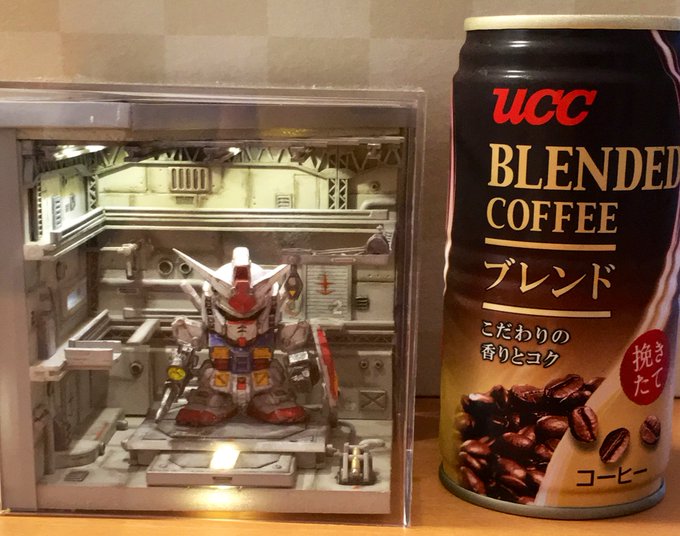 UCC
BLENDED
COFFEE
ブレンド
こだわりの
香りとコク
挽き
たて
コーヒー
2